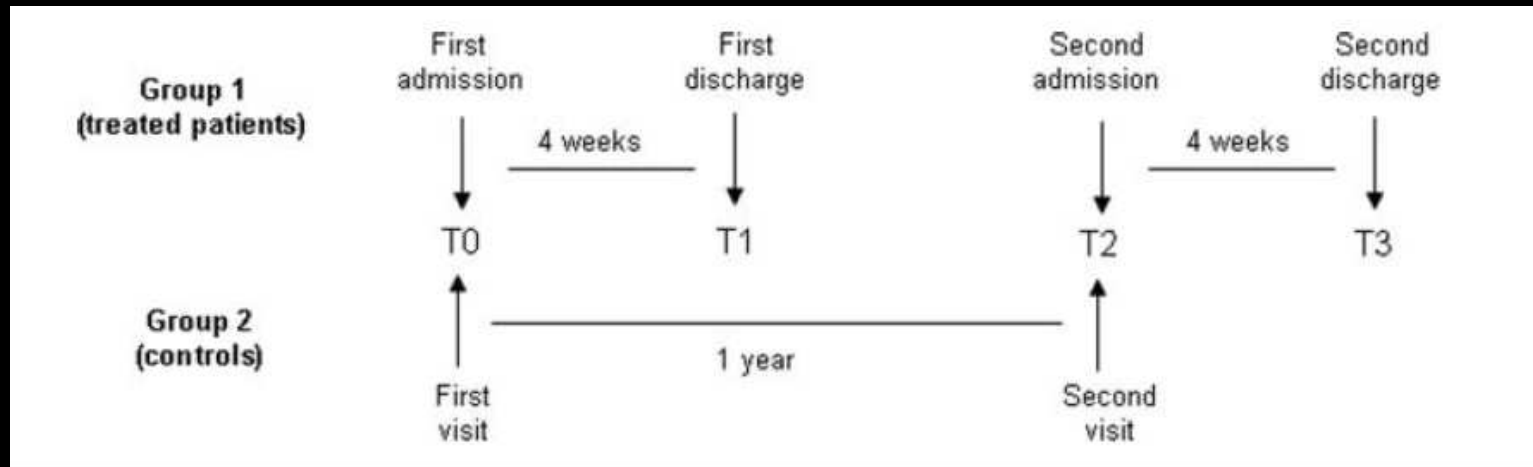 Group 1
(treated patients)
First
admission
First
discharge
Second
admission
Second
discharge
4 weeks
4 weeks
T0
T1
T2
T3
Group 2
(controls)
1 year
First
visit
Second
visit